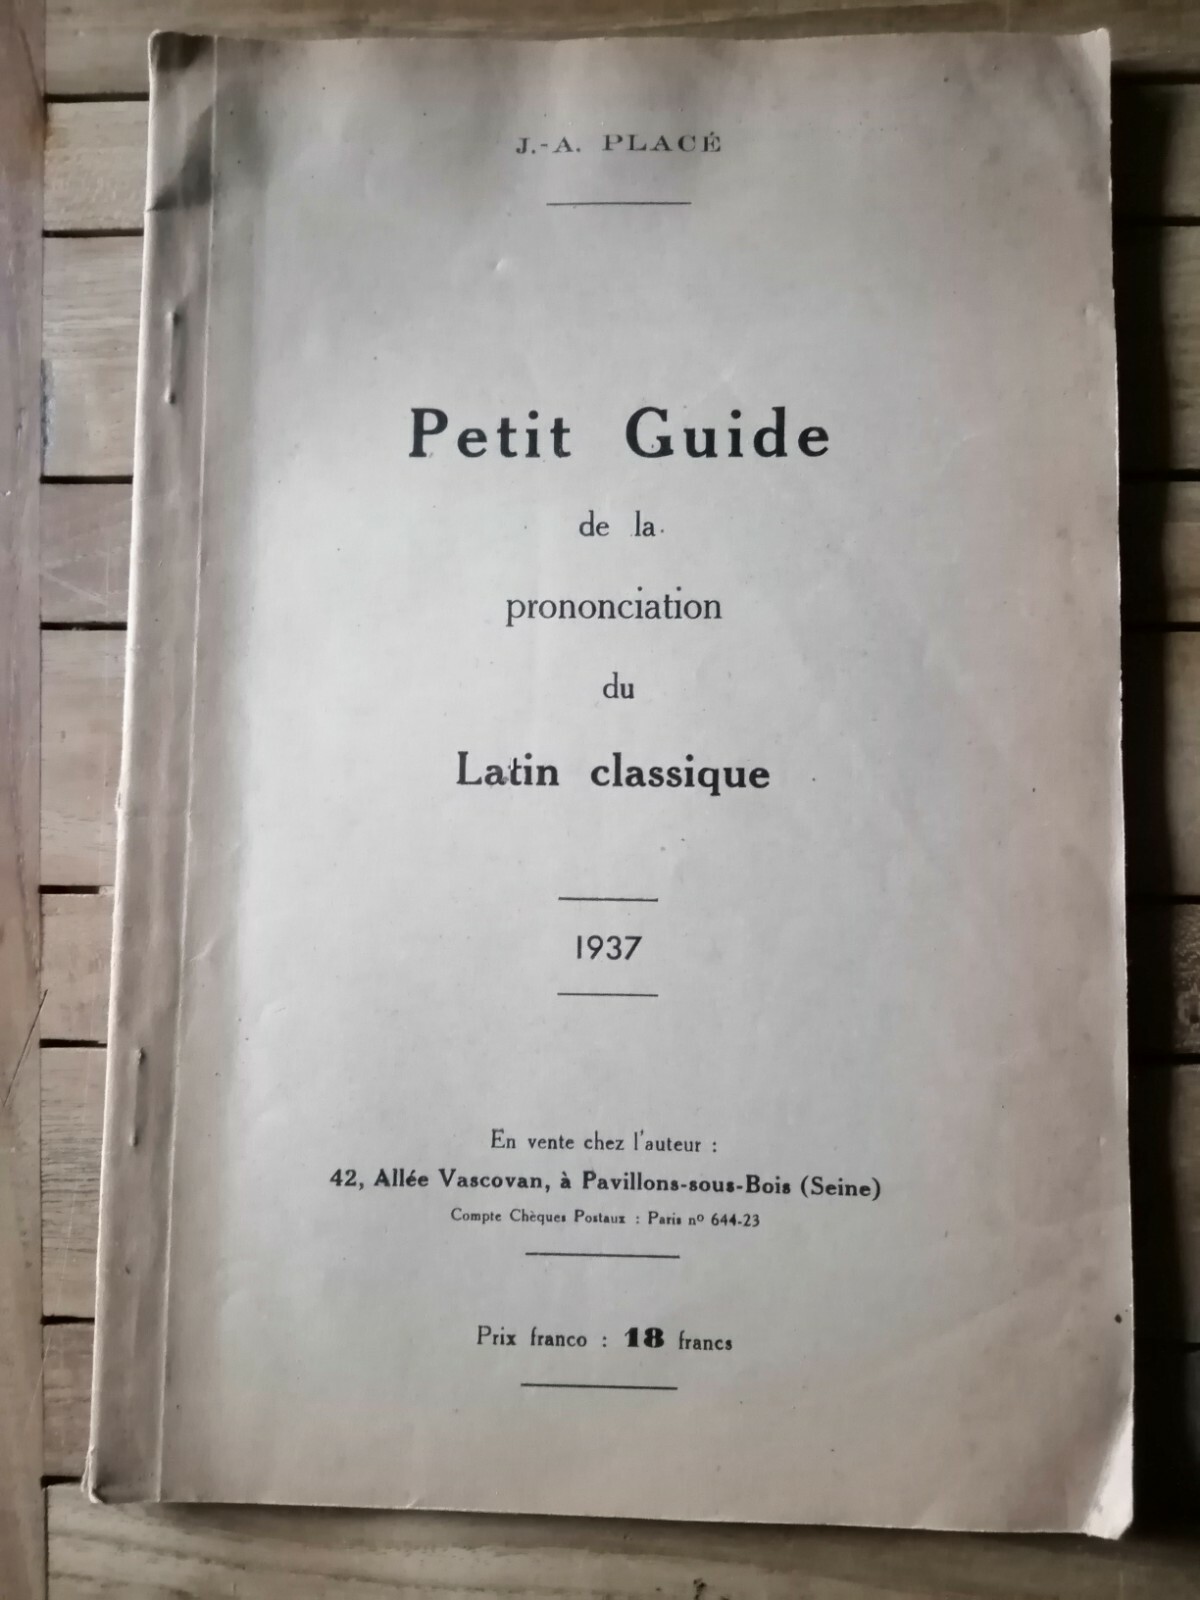 J.-A. PLACÉ
Petit Guide
de la
prononciation
du
Latin classique
1937
En vente chez l'auteur :
42, Allée Vascovan, à Pavillons-sous-Bois (Seine)
Compte Chèques Postaux : Paris nº 644-23
Prix franco : 18 francs